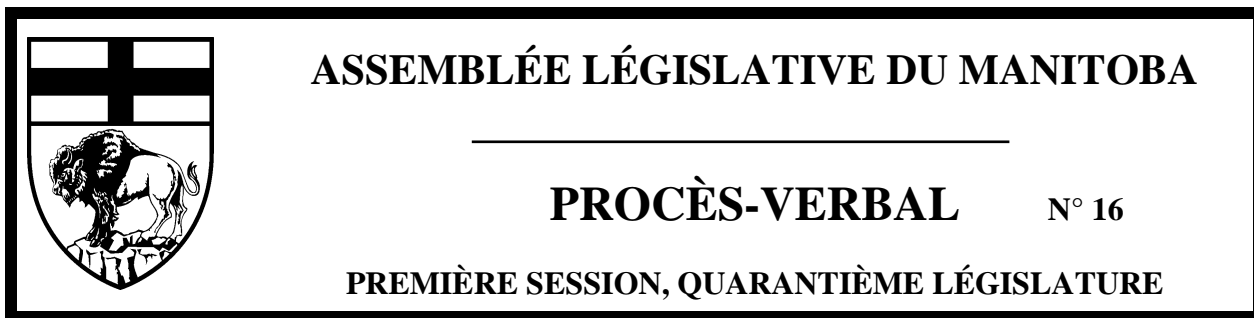 ASSEMBLÉE LÉGISLATIVE DU MANITOBA
PROCÈS-VERBAL N° 16
PREMIÈRE SESSION, QUARANTIÈME LÉGISLATURE